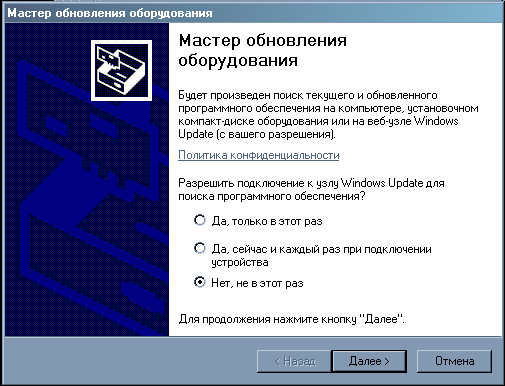 Мастер обновления оборудования
Мастер обновления
оборудования
Будет произведен поиск текущего и обновленного
программного обеспечения на компьютере, установочном
компакт-диске оборудования или на веб-узле Windows
Update (с вашего разрешения).
Политика конфиденциальности
Разрешить подключение к узлу Windows Update для
поиска программного обеспечения?
Да, только в этот раз
Да, сейчас и каждый раз при подключении
устройства
Нет, не в этот раз
Для продолжения нажмите кнопку "Далее".
< Назад
Далее >
Отмена